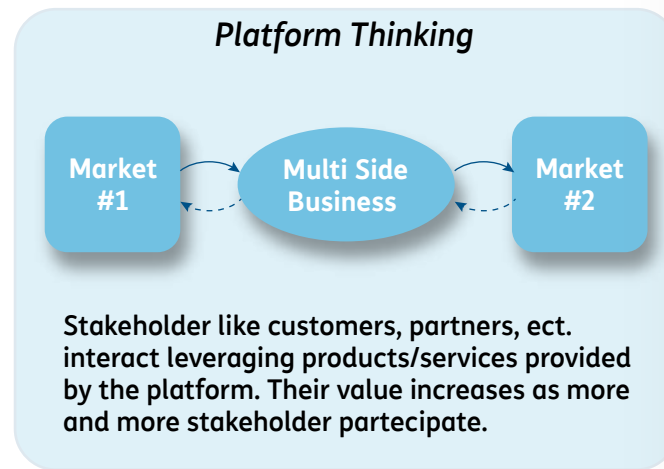 Platform Thinking
Market
#1
Multi Side
Business
Market
#2
Stakeholder like customers, partners, ect.
interact leveraging products/services provided
by the platform. Their value increases as more
and more stakeholder partecipate.